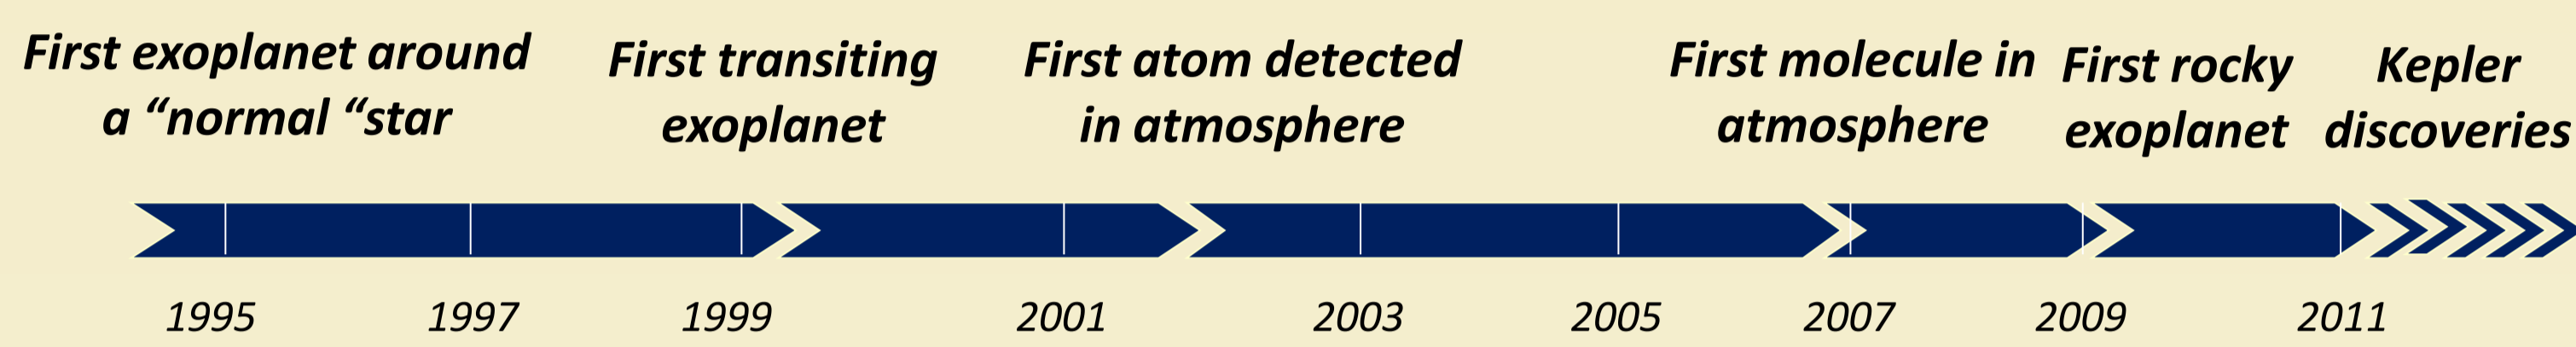 First exoplanet around
a “normal “star
First transiting
exoplanet
First atom detected
in atmosphere
First molecule in
atmosphere
First rocky
exoplanet
Kepler
discoveries
1995 1997 1999 2001 2003 2005 2007 2009 2011